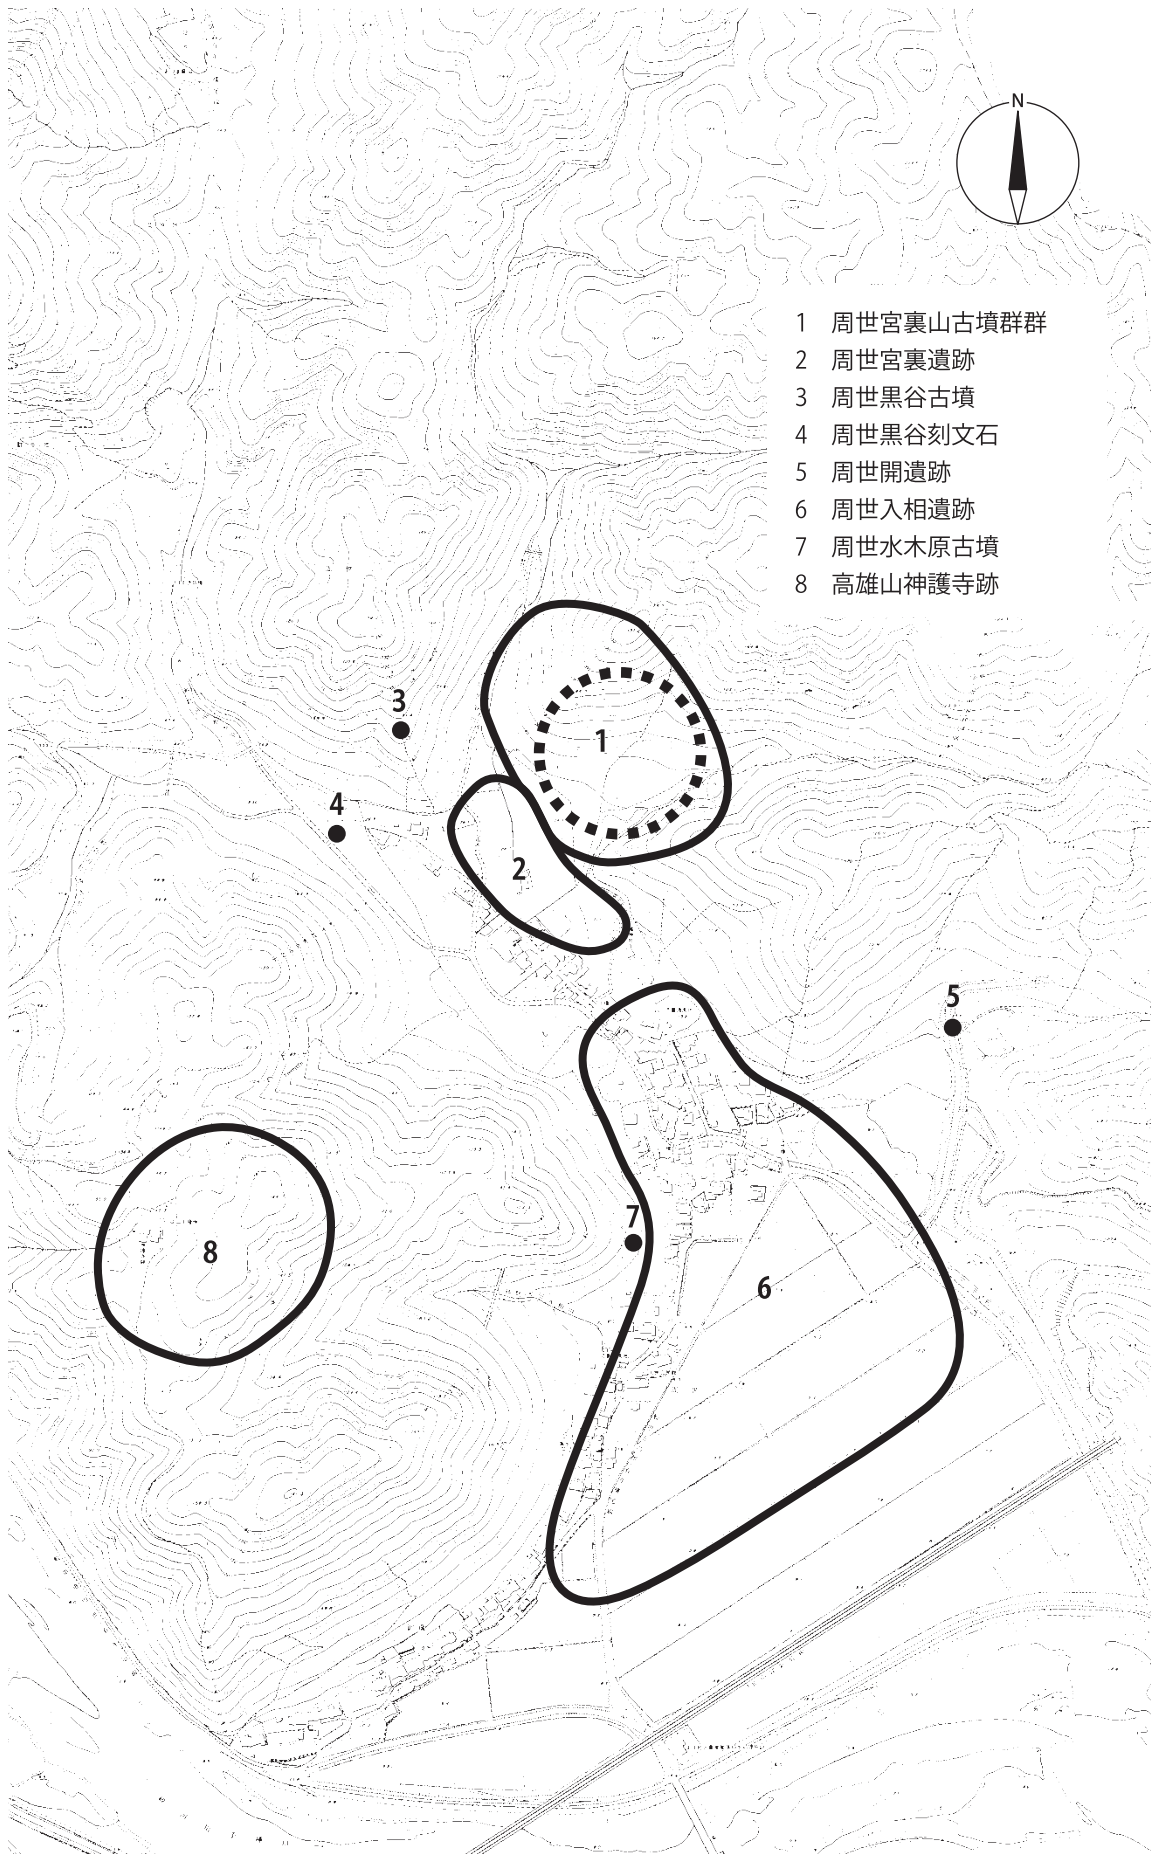 N
1 周世宮裏山古墳群群
2 周世宮裏遺跡
3 周世黒谷古墳
4 周世黒谷刻文石
5 周世開遺跡
6 周世入相遺跡
7 周世水木原古墳
8 高雄山神護寺跡
3
1
4
2
5
7
8
6